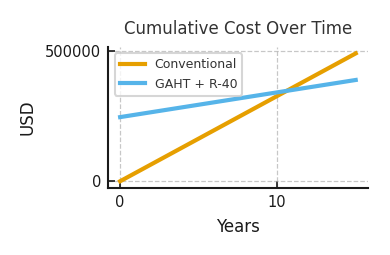 Cumulative Cost Over Time
500000
Conventional
GAHT + R-40
USD
0
0
10
Years